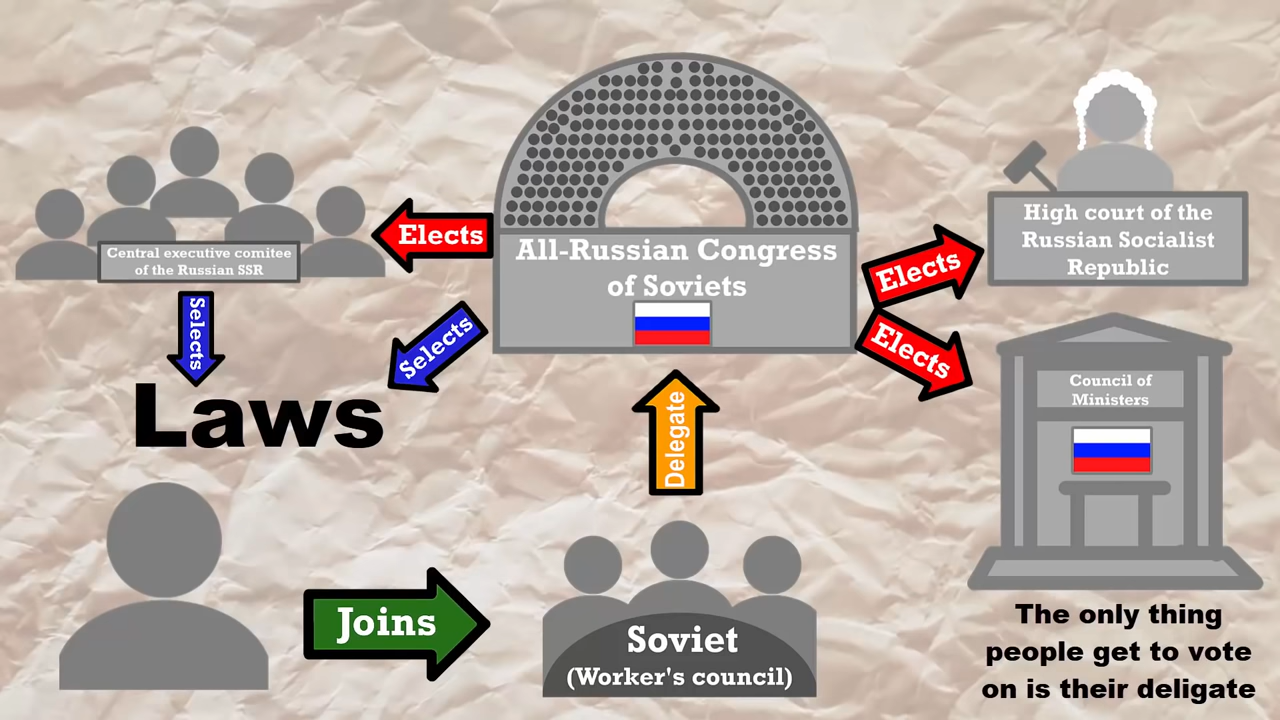 All-Russian Congress
of Soviets
Elects
Central executive comitee
of the Russian SSR
Selects
Selects
Laws
Elects
High court of the
Russian Socialist
Republic
Elects
Council of
Ministers
Delegate
Joins
Soviet
(Worker's council)
The only thing
people get to vote
on is their deligate